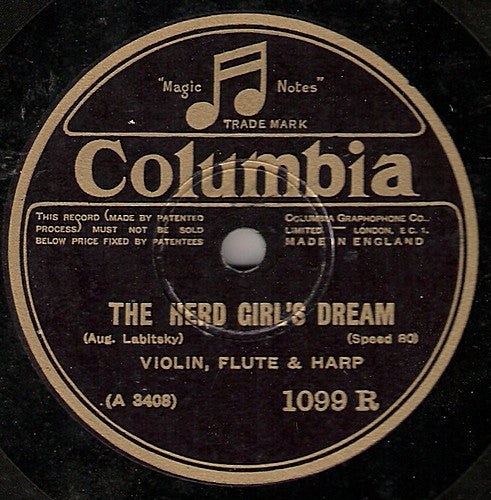 "Magic Notes"
TRADE MARK
Columbia
THIS RECORD (MADE BY PATENTED
PROCESS) MUST NOT BE SOLD
BELOW PRICE FIXED BY PATENTEES
COLUMBIA GRAPHOPHONE CO.,
LIMITED — LONDON, E C 1.
MADE IN ENGLAND
THE HERD GIRL'S DREAM
(Aug. Labitsky) (Speed 80)
VIOLIN, FLUTE & HARP
(A 3408) 1099 R